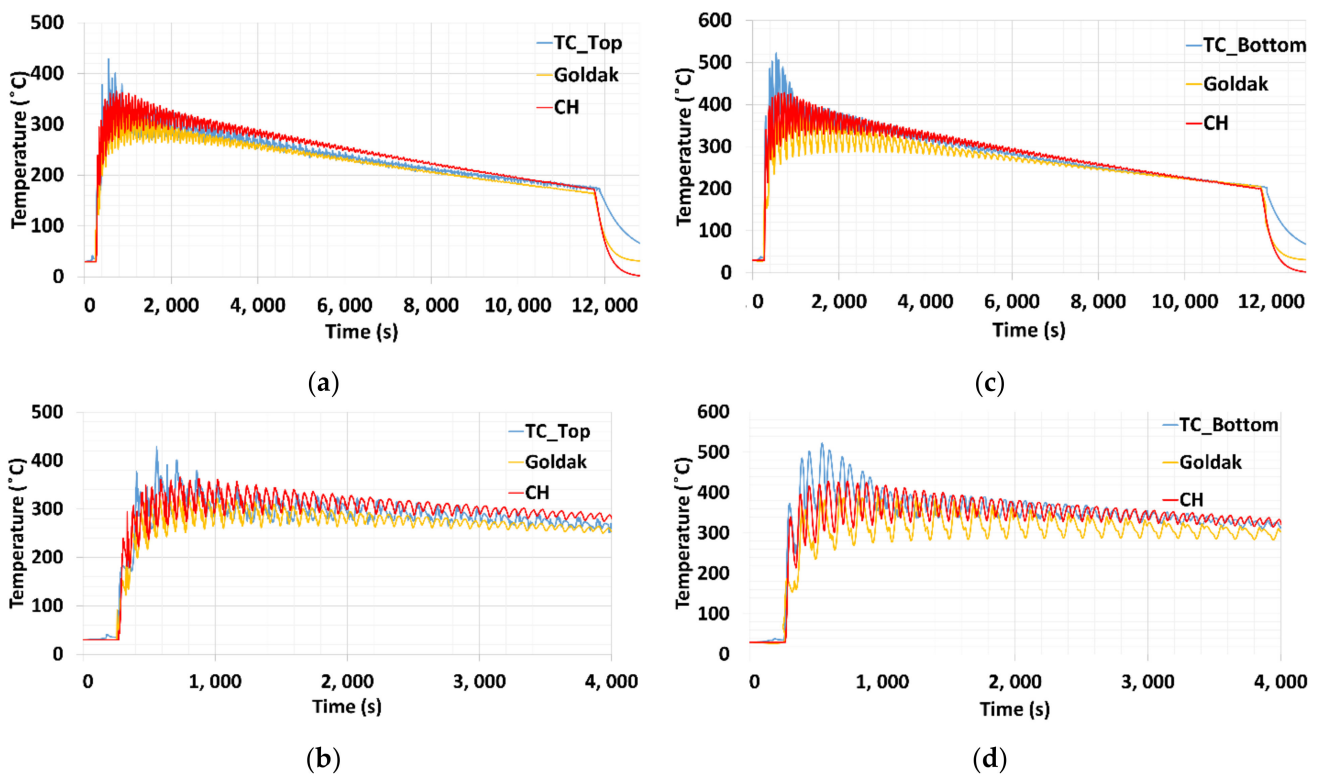 500
400
300
200
100
0
Temperature (˚C)
TC_Top
Goldak
CH
0 2, 000 4, 000 6, 000 8, 000 10, 000 12, 000
Time (s)
(a)
600
500
400
300
200
100
0
Temperature (˚C)
TC_Bottom
Goldak
CH
0 2, 000 4, 000 6, 000 8, 000 10, 000 12, 000
Time (s)
(c)
500
400
300
200
100
0
Temperature (˚C)
TC_Top
Goldak
CH
0 1, 000 2, 000 3, 000 4, 000
Time (s)
(b)
600
500
400
300
200
100
0
Temperature (˚C)
TC_Bottom
Goldak
CH
0 1, 000 2, 000 3, 000 4, 000
Time (s)
(d)